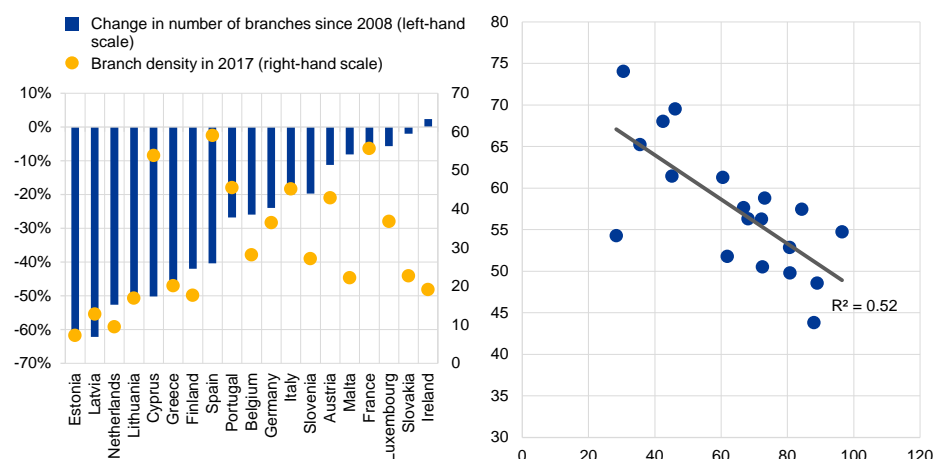 Change in number of branches since 2008 (left-hand
scale)
Branch density in 2017 (right-hand scale)
10%
0%
-10%
-20%
-30%
-40%
-50%
-60%
-70%
70
60
50
40
30
20
10
0
Estonia
Latvia
Netherlands
Lithuania
Cyprus
Greece
Finland
Spain
Portugal
Belgium
Germany
Italy
Slovenia
Austria
Malta
France
Luxembourg
Slovakia
Ireland
80
75
70
65
60
55
50
45
40
35
30
R² = 0.52
0 20 40 60 80 100 120